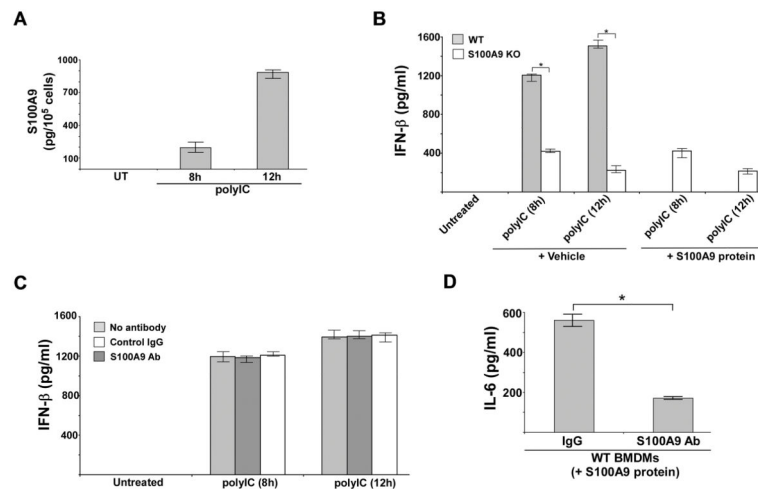 A
S100A9
(pg/10⁵ cells)
900
700
400
100
UT
8h
12h
polyIC
B
WT
S100A9 KO
IFN-β (pg/ml)
1600
1200
800
400
*
*
Untreated
polyIC (8h)
polyIC (12h)
polyIC (8h)
polyIC (12h)
+ Vehicle
+ S100A9 protein
C
No antibody
Control IgG
S100A9 Ab
IFN-β (pg/ml)
1600
1200
800
400
Untreated
polyIC (8h)
polyIC (12h)
D
*
IL-6 (pg/ml)
600
400
200
IgG
S100A9 Ab
WT BMDMs
(+ S100A9 protein)